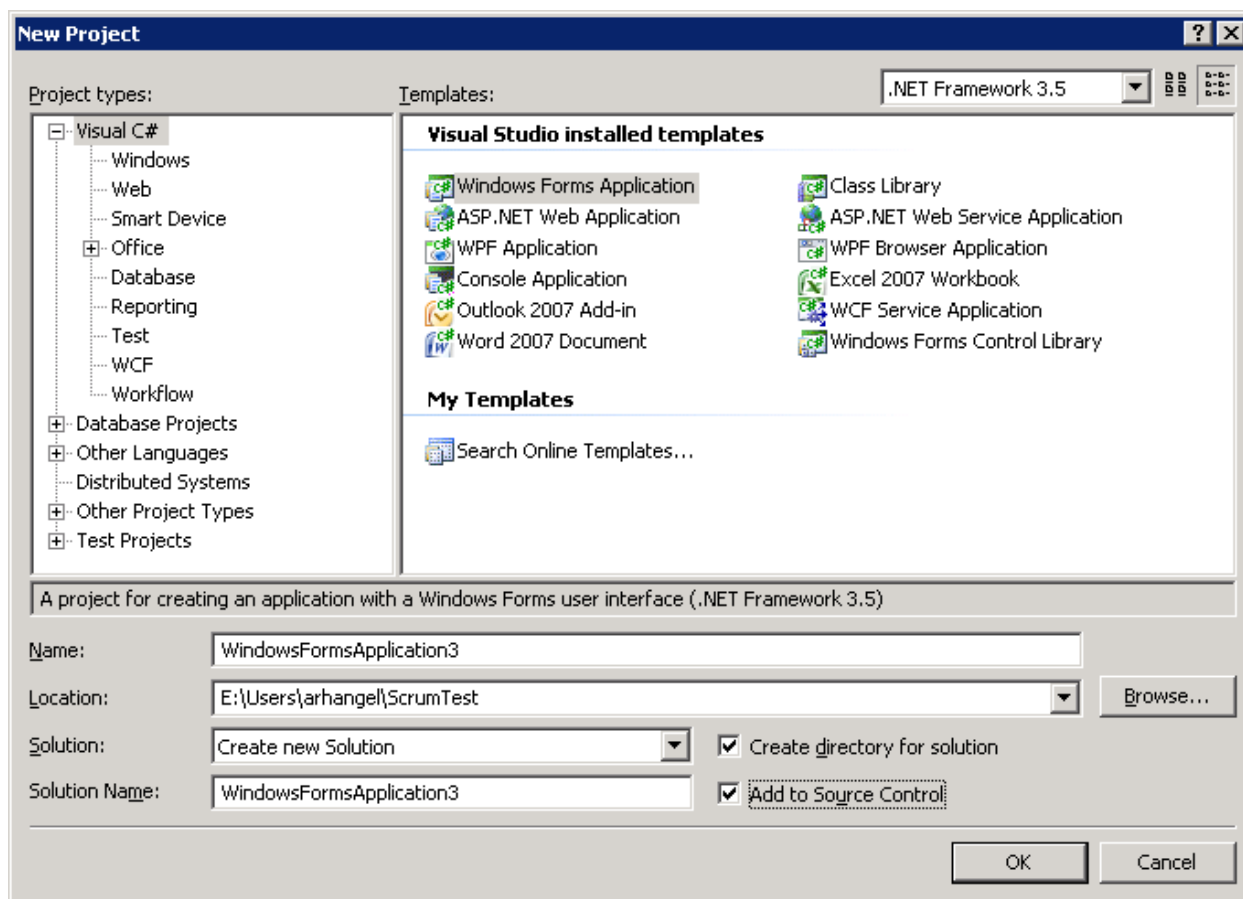 New Project
Project types:
Templates:
.NET Framework 3.5
Visual C#
Windows
Web
Smart Device
Office
Database
Reporting
Test
WCF
Workflow
Database Projects
Other Languages
Distributed Systems
Other Project Types
Test Projects
Visual Studio installed templates
Windows Forms Application
Class Library
ASP.NET Web Application
ASP.NET Web Service Application
WPF Application
WPF Browser Application
Console Application
Excel 2007 Workbook
Outlook 2007 Add-in
WCF Service Application
Word 2007 Document
Windows Forms Control Library
My Templates
Search Online Templates...
A project for creating an application with a Windows Forms user interface (.NET Framework 3.5)
Name:
WindowsFormsApplication3
Location:
E:\Users\arhangel\ScrumTest
Browse...
Solution:
Create new Solution
Create directory for solution
Solution Name:
WindowsFormsApplication3
Add to Source Control
OK
Cancel